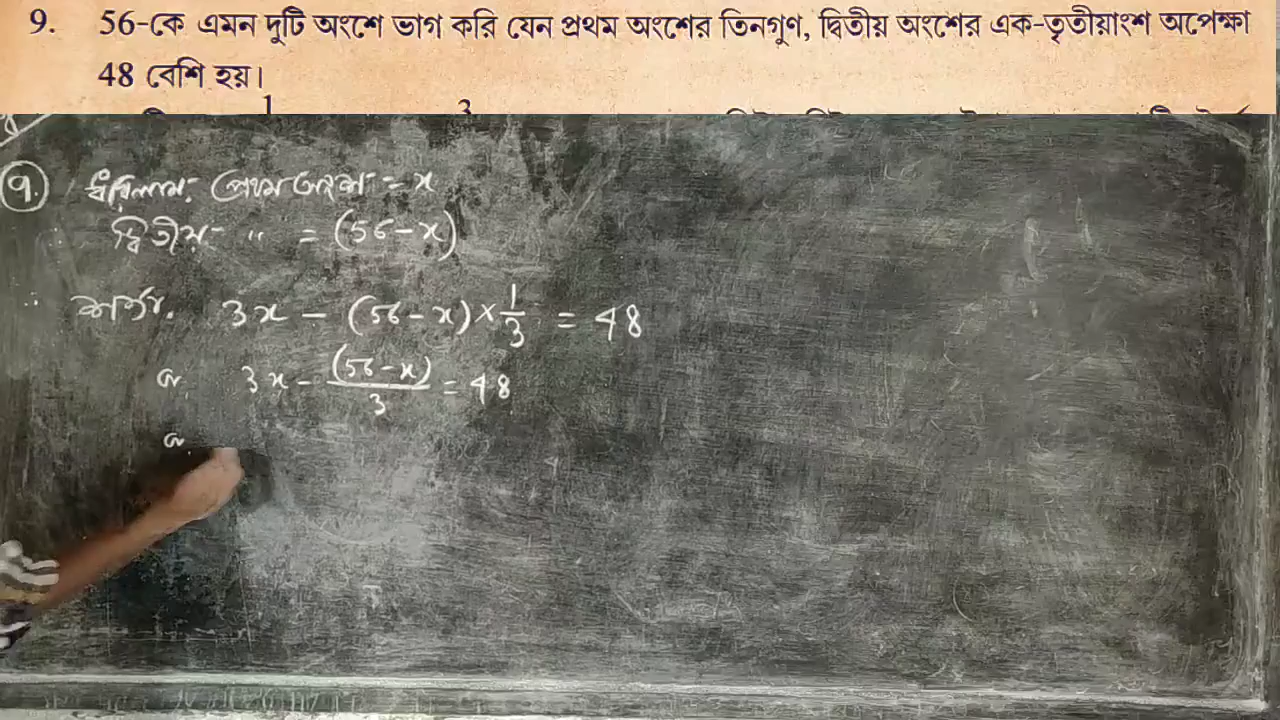 9. 56-কে এমন দুটি অংশে ভাগ করি যেন প্রথম অংশের তিনগুণ, দ্বিতীয় অংশের এক-তৃতীয়াংশ অপেক্ষা
48 বেশি হয়।
9. ধরিলাম, প্রথম অংশ = x
দ্বিতীয় " = (56-x)
∴ শর্তে, 3x - (56-x) × 1/3 = 48
বা, 3x - (56-x)/3 = 48
বা